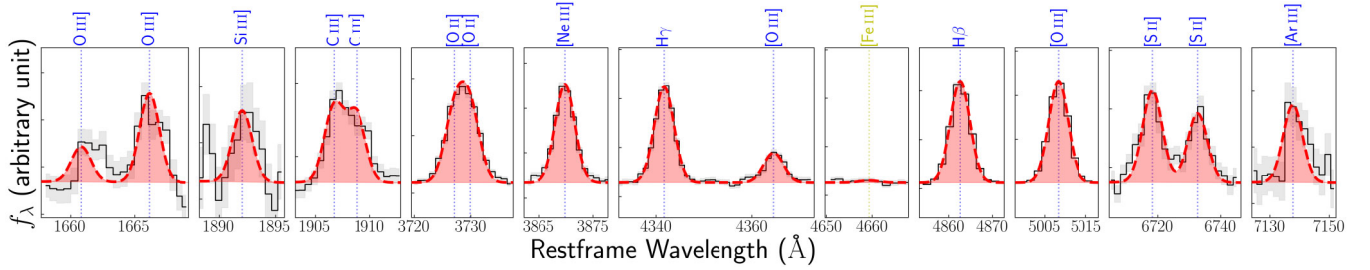 O III] O III] Si III] C III] C III] [O II] [O II] [Ne III] Hγ [O III] [Fe III] Hβ [O III] [S II] [S II] [Ar III]
f_λ (arbitrary unit)
1660 1665 1890 1895 1905 1910 3720 3730 3865 3875 4340 4360 4650 4660 4860 4870 5005 5015 6720 6740 7130 7150
Restframe Wavelength (Å)